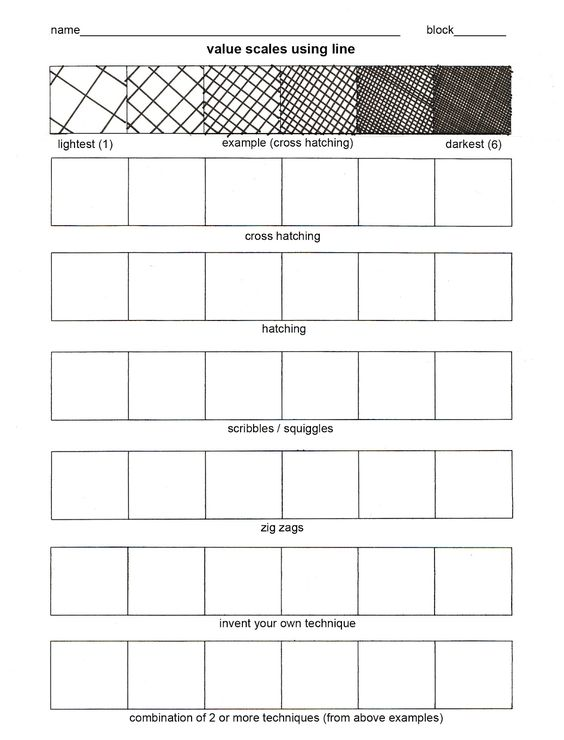 name block
value scales using line
lightest (1) example (cross hatching) darkest (6)
cross hatching
hatching
scribbles / squiggles
zig zags
invent your own technique
combination of 2 or more techniques (from above examples)